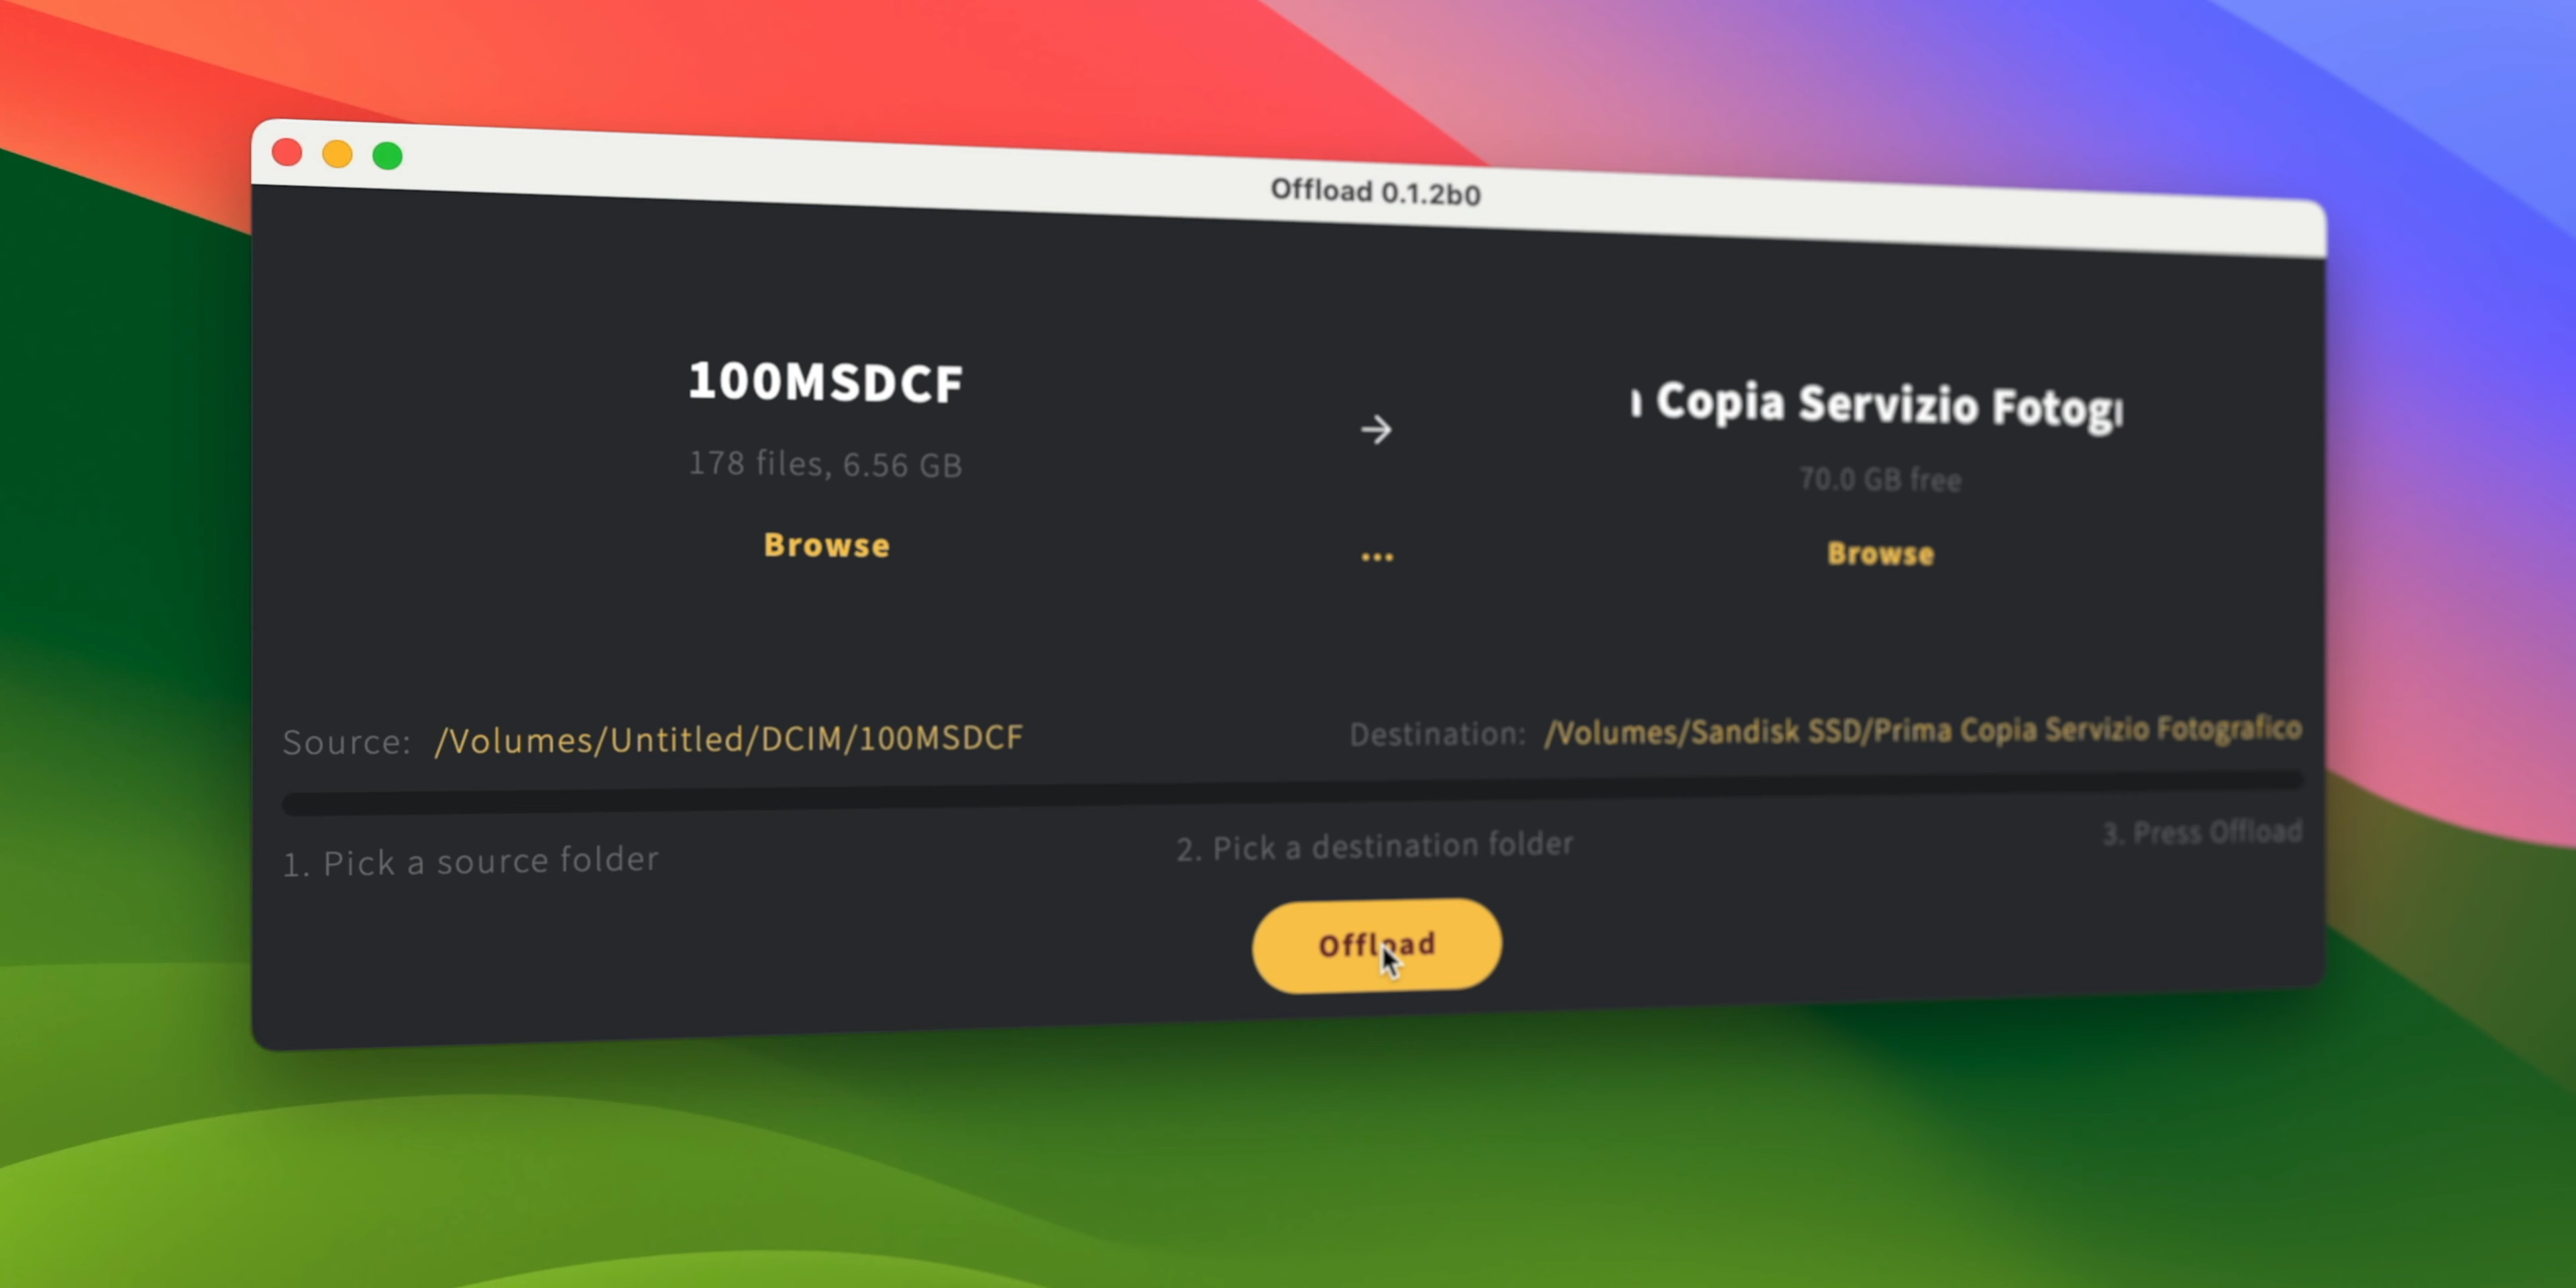 Offload 0.1.2b0
100MSDCF
178 files, 6.56 GB
Browse
→
...
Copia Servizio Fotog
70.0 GB free
Browse
Source: /Volumes/Untitled/DCIM/100MSDCF
Destination: /Volumes/Sandisk SSD/Prima Copia Servizio Fotografico
1. Pick a source folder
2. Pick a destination folder
3. Press Offload
Offload